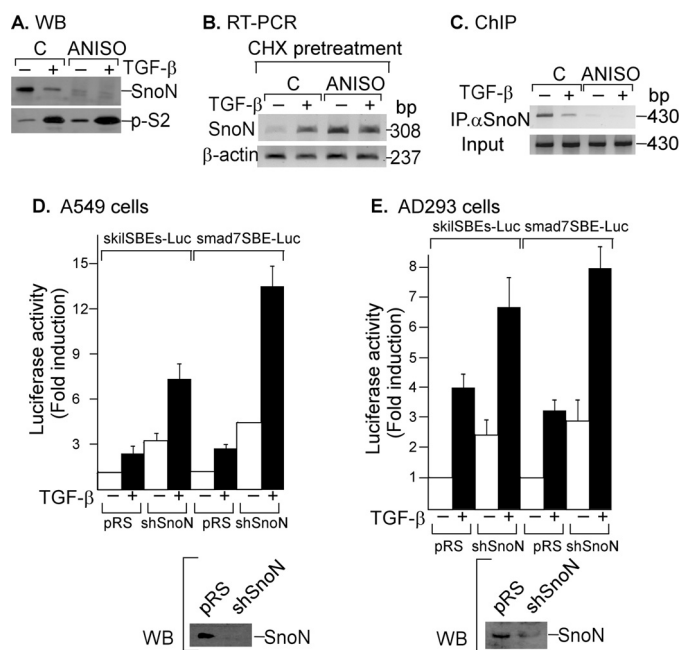 A. WB
C ANISO
− + − + TGF-β
SnoN
p-S2
B. RT-PCR
CHX pretreatment
C ANISO
TGF-β − + − + bp
SnoN 308
β-actin 237
C. ChIP
C ANISO
TGF-β − + − + bp
IP.αSnoN 430
Input 430
D. A549 cells
skilSBEs-Luc smad7SBE-Luc
Luciferase activity
(Fold induction)
15
12
9
6
3
TGF-β − + − + − + − +
pRS shSnoN pRS shSnoN
pRS shSnoN
WB SnoN
E. AD293 cells
skilSBEs-Luc smad7SBE-Luc
Luciferase activity
(Fold induction)
8
7
6
5
4
3
2
1
TGF-β − + − + − + − +
pRS shSnoN pRS shSnoN
pRS shSnoN
WB SnoN